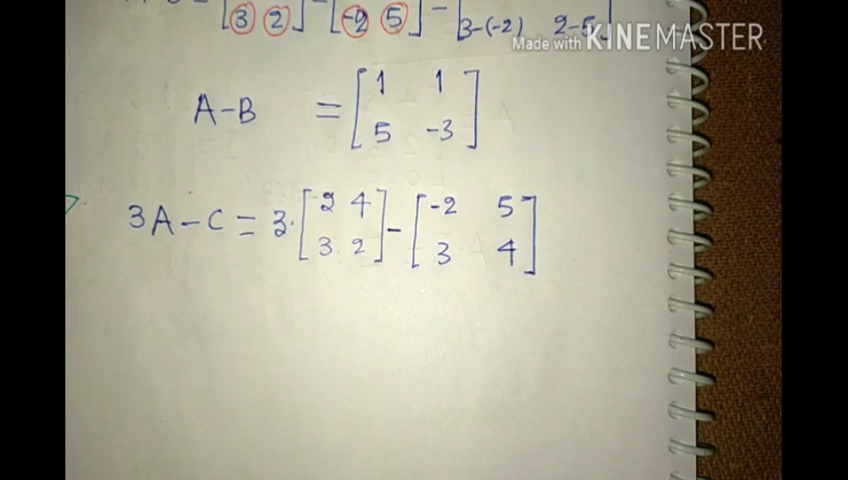 [3 2] - [-2 5] - [3-(-2) 2-5]
Made with KINEMASTER
A-B = [1 1
5 -3]
3A-C = 3·[2 4
3 2] - [-2 5
3 4]